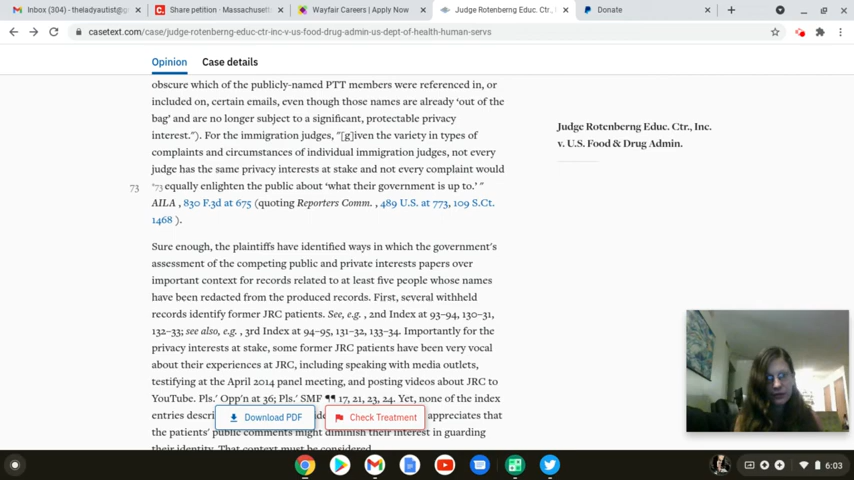 Inbox (304) - theladyautist@g
Share petition · Massachuset
Wayfair Careers | Apply Now
Judge Rotenberng Educ. Ctr., I
Donate
casetext.com/case/judge-rotenberng-educ-ctr-inc-v-us-food-drug-admin-us-dept-of-health-human-servs
Opinion
Case details
obscure which of the publicly-named PTT members were referenced in, or
included on, certain emails, even though those names are already ‘out of the
bag’ and are no longer subject to a significant, protectable privacy
interest."). For the immigration judges, "[g]iven the variety in types of
complaints and circumstances of individual immigration judges, not every
judge has the same privacy interests at stake and not every complaint would
73 *73 equally enlighten the public about ‘what their government is up to.’ "
AILA , 830 F.3d at 675 (quoting Reporters Comm. , 489 U.S. at 773, 109 S.Ct.
1468 ).
Sure enough, the plaintiffs have identified ways in which the government's
assessment of the competing public and private interests papers over
important context for records related to at least five people whose names
have been redacted from the produced records. First, several withheld
records identify former JRC patients. See, e.g. , 2nd Index at 93–94, 130–31,
132–33; see also, e.g. , 3rd Index at 94–95, 131–32, 133–34. Importantly for the
privacy interests at stake, some former JRC patients have been very vocal
about their experiences at JRC, including speaking with media outlets,
testifying at the April 2014 panel meeting, and posting videos about JRC to
YouTube. Pls.' Opp'n at 36; Pls.' SMF ¶¶ 17, 21, 23, 24. Yet, none of the index
entries descri
appreciates that
the patients' public comments might diminish their interest in guarding
their identity. That context must be considered.
Download PDF
Check Treatment
Judge Rotenberng Educ. Ctr., Inc.
v. U.S. Food & Drug Admin.
6:03